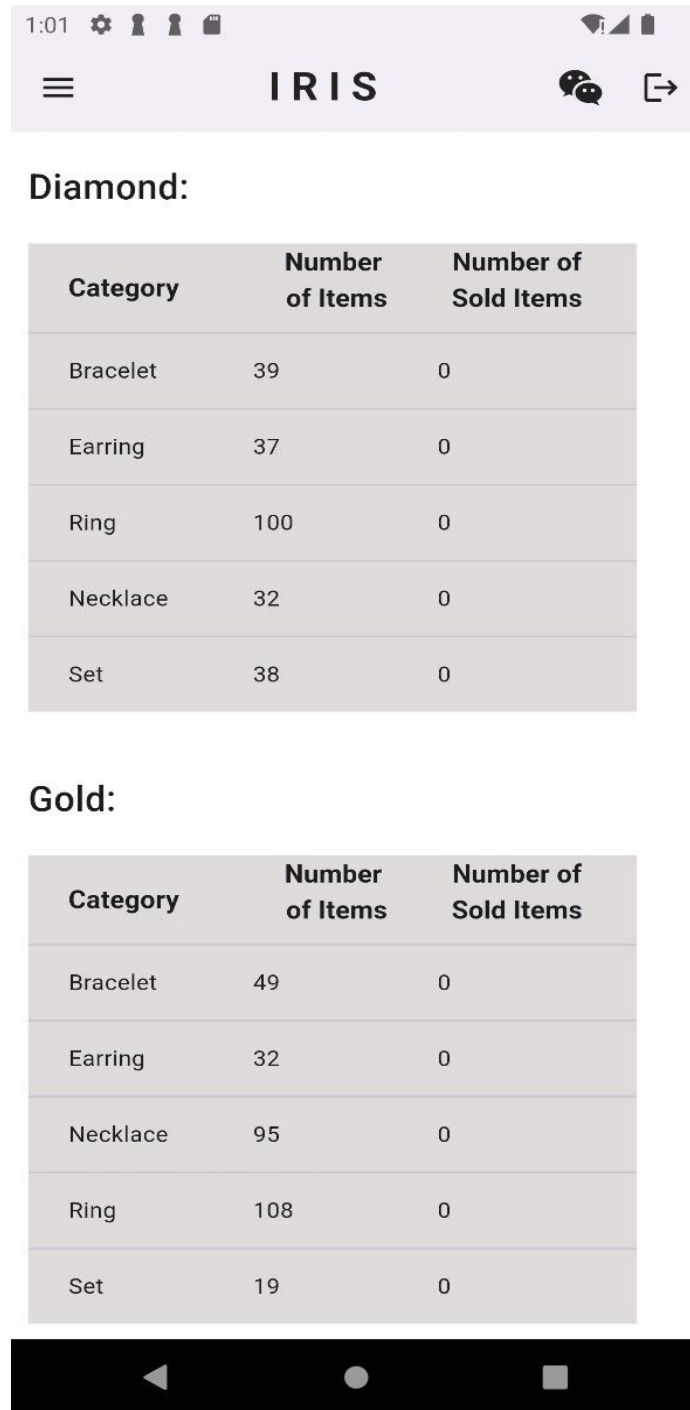 1:01
IRIS
Diamond:
Category Number of Items Number of Sold Items
Bracelet 39 0
Earring 37 0
Ring 100 0
Necklace 32 0
Set 38 0
Gold:
Category Number of Items Number of Sold Items
Bracelet 49 0
Earring 32 0
Necklace 95 0
Ring 108 0
Set 19 0